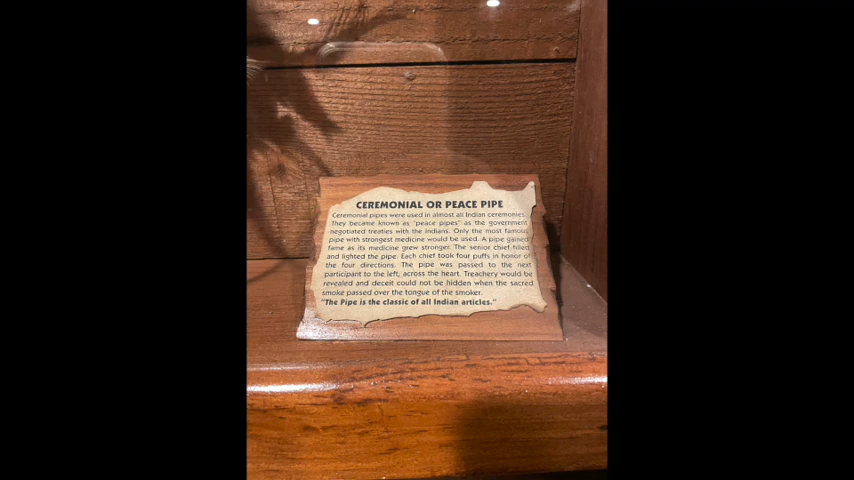 CEREMONIAL OR PEACE PIPE
Ceremonial pipes were used in almost all Indian ceremonies.
They became known as "peace pipes" as the government
negotiated treaties with the Indians. Only the most famous
pipe with strongest medicine would be used. A pipe gained
fame as its medicine grew stronger. The senior chief filled
and lighted the pipe. Each chief took four puffs in honor of
the four directions. The pipe was passed to the next
participant to the left, across the heart. Treachery would be
revealed and deceit could not be hidden when the sacred
smoke passed over the tongue of the smoker.
"The Pipe is the classic of all Indian articles."